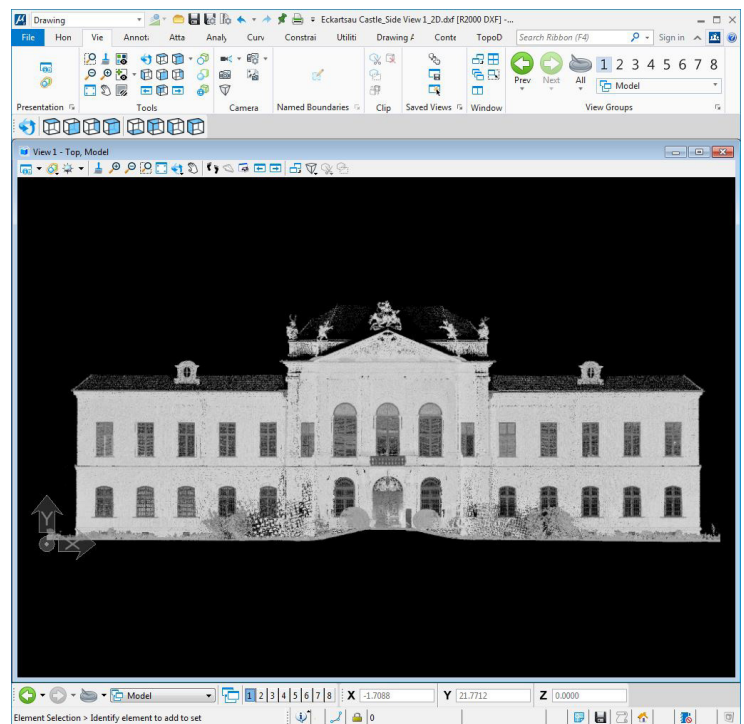 Drawing
Eckartsau Castle_Side View 1_2D.dxf [R2000 DXF] -...
File Hon Vie Annot: Atta Analy Curv Constrai Utiliti Drawing A Conte TopoD Search Ribbon (F4) Sign in
Prev Next All 1 2 3 4 5 6 7 8
Model
Presentation Tools Camera Named Boundaries Clip Saved Views Window View Groups
View 1 - Top, Model
Y
X
Model 1 2 3 4 5 6 7 8 X -1.7088 Y 21.7712 Z 0.0000
Element Selection > Identify element to add to set 0